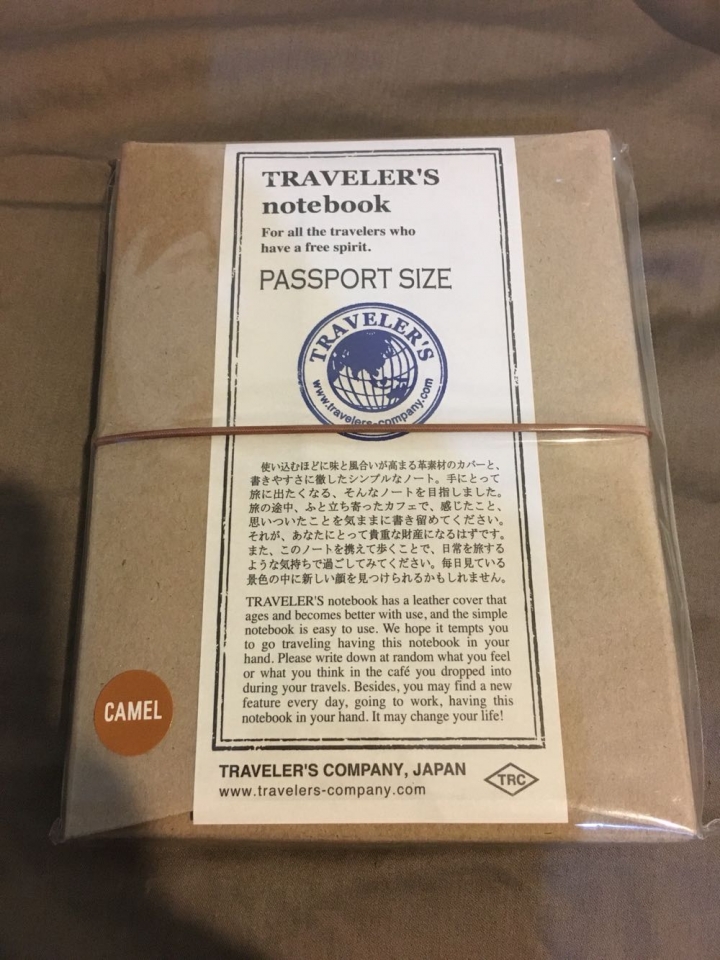 TRAVELER'S
notebook
For all the travelers who
have a free spirit.
PASSPORT SIZE
TRAVELER'S
www.travelers-company.com
使い込むほどに味と風合いが高まる革素材のカバーと、
書きやすさに徹したシンプルなノート。手にとって
旅に出たくなる、そんなノートを目指しました。
旅の途中、ふと立ち寄ったカフェで、感じたこと、
思いついたことを気ままに書き留めてください。
それが、あなたにとって貴重な財産になるはずです。
また、このノートを携えて歩くことで、日常を旅する
ような気持ちで過ごしてみてください。毎日見ている
景色の中に新しい顔を見つけられるかもしれません。
TRAVELER'S notebook has a leather cover that
ages and becomes better with use, and the simple
notebook is easy to use. We hope it tempts you
to go traveling having this notebook in your
hand. Please write down at random what you feel
or what you think in the café you dropped into
during your travels. Besides, you may find a new
feature every day, going to work, having this
notebook in your hand. It may change your life!
CAMEL
TRAVELER'S COMPANY, JAPAN
www.travelers-company.com
TRC